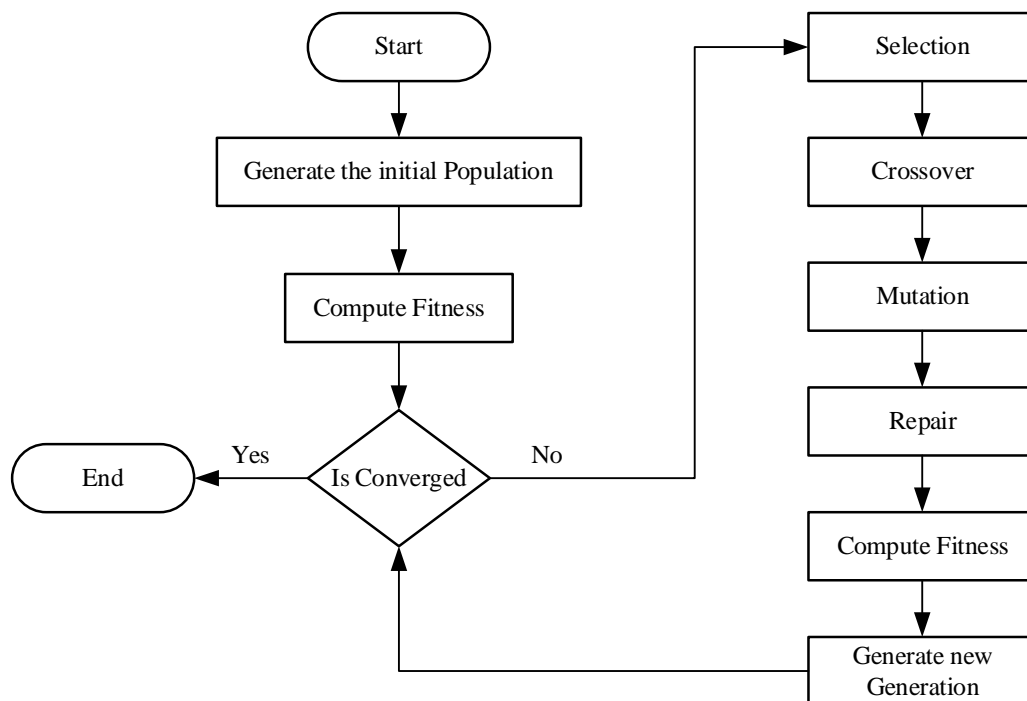 Start
Generate the initial Population
Compute Fitness
Is Converged
Yes
No
End
Selection
Crossover
Mutation
Repair
Compute Fitness
Generate new
Generation